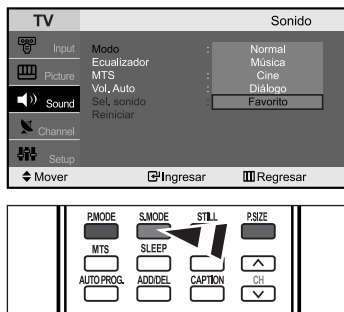 TV Sonido
Input
Picture
Sound
Channel
Setup
Modo : Normal
Ecualizador Música
MTS : Cine
Vol. Auto : Diálogo
Sel. sonido : Favorito
Reiniciar
Mover Ingresar Regresar
P.MODE S.MODE STILL P.SIZE
MTS SLEEP
AUTO PROG. ADD/DEL CAPTION CH